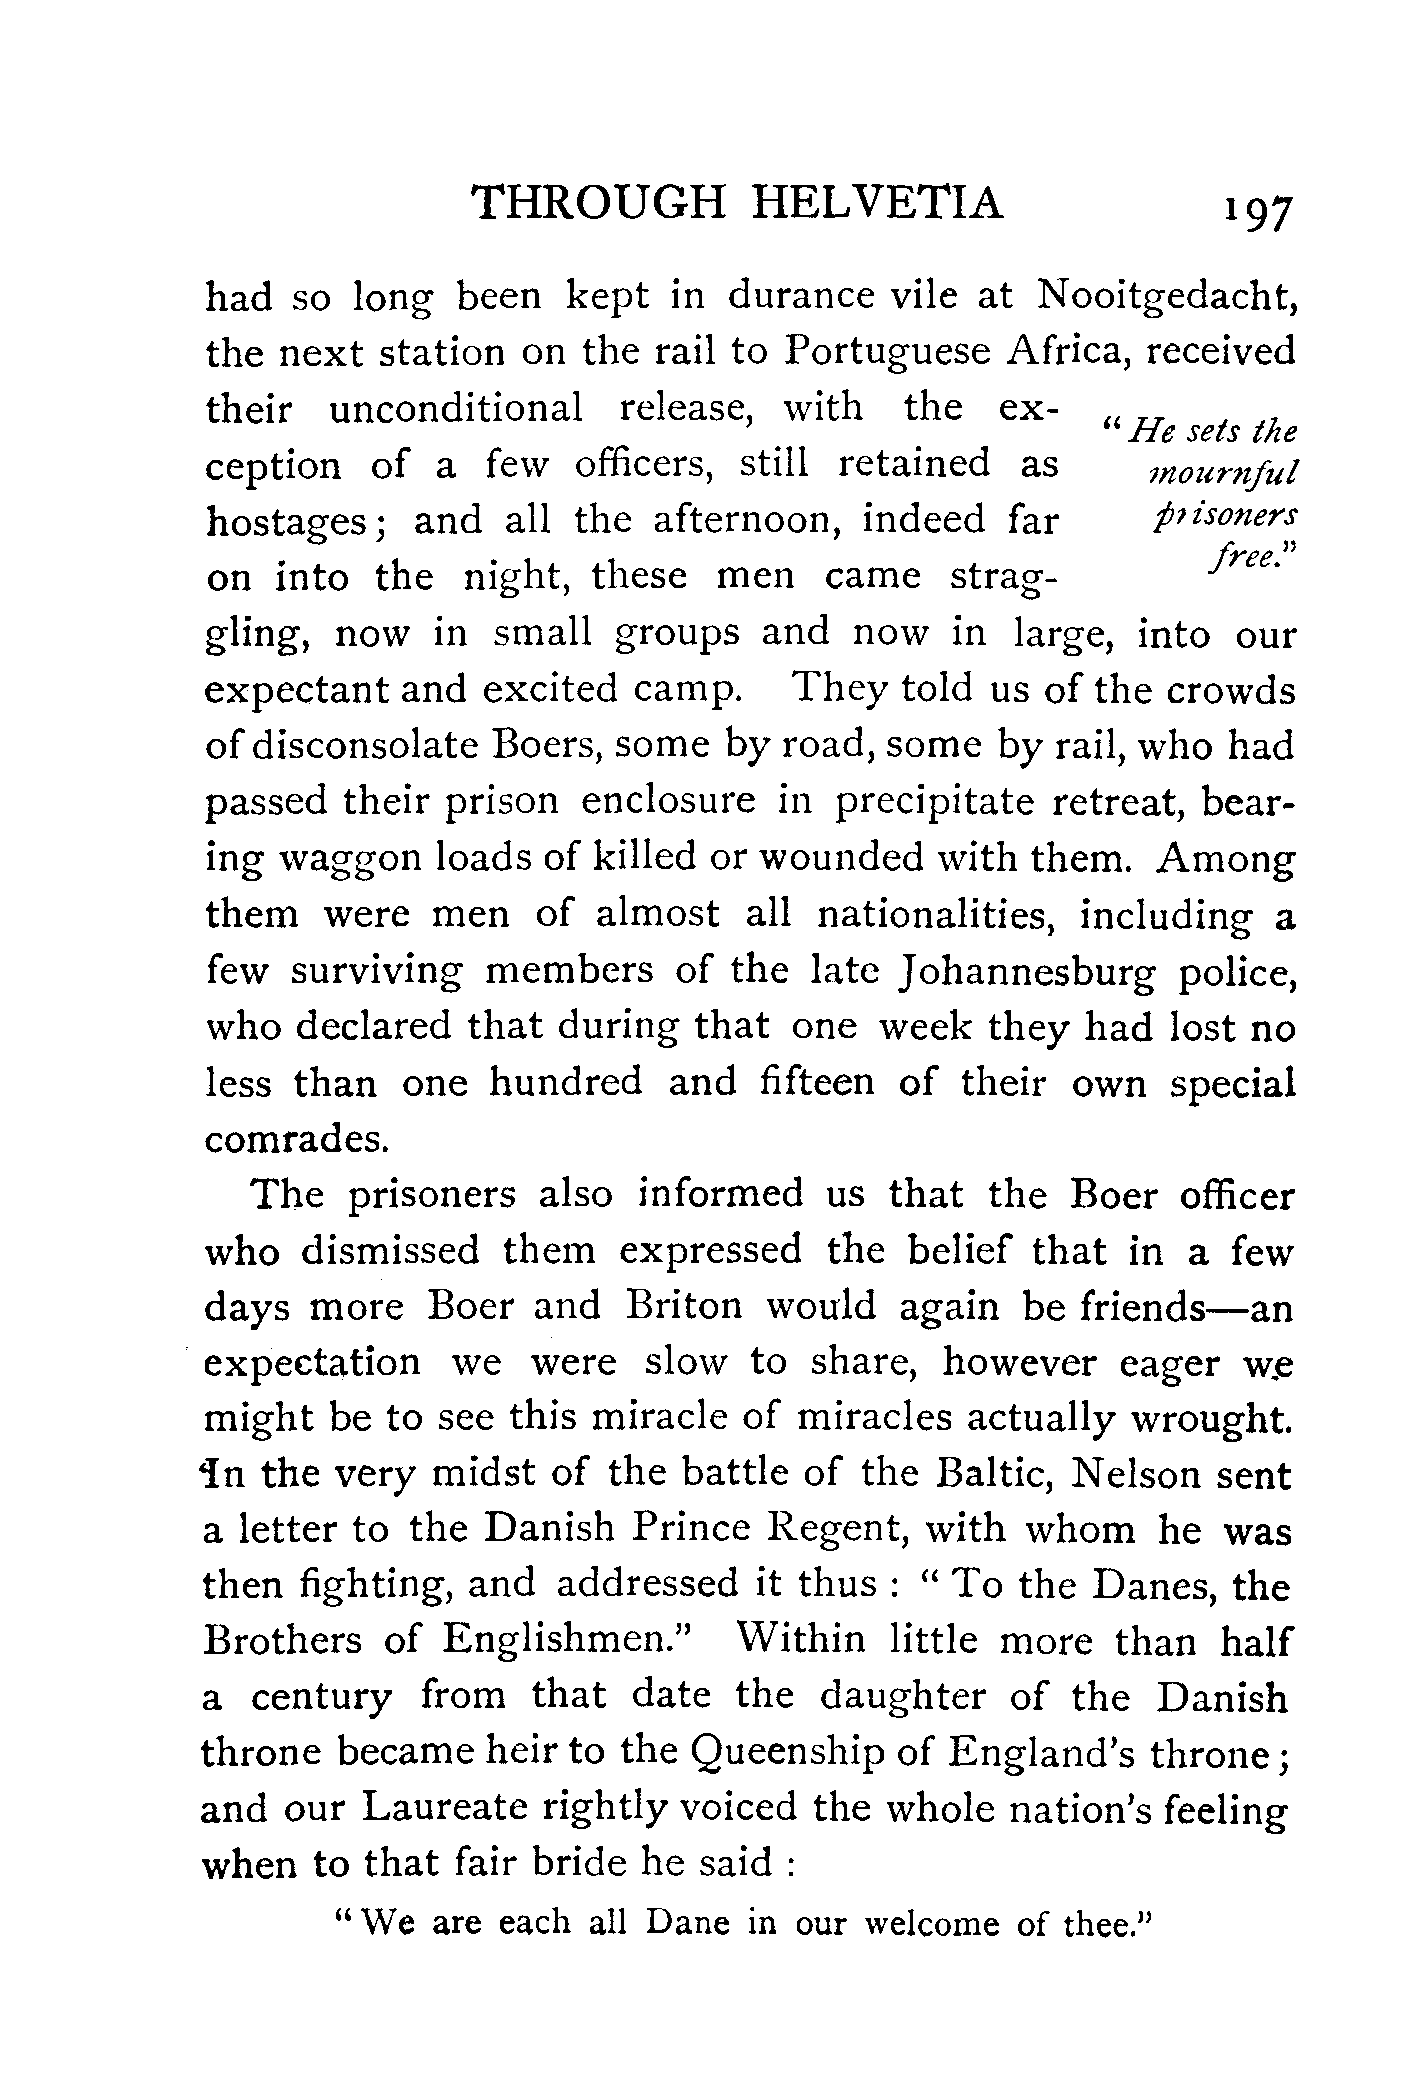 THROUGH HELVETIA 197
had so long been kept in durance vile at Nooitgedacht,
the next station on the rail to Portuguese Africa, received
their unconditional release, with the ex-
ception of a few officers, still retained as
hostages; and all the afternoon, indeed far
on into the night, these men came strag-
"He sets the
mournful
prisoners
free."
gling, now in small groups and now in large, into our
expectant and excited camp. They told us of the crowds
of disconsolate Boers, some by road, some by rail, who had
passed their prison enclosure in precipitate retreat, bear-
ing waggon loads of killed or wounded with them. Among
them were men of almost all nationalities, including a
few surviving members of the late Johannesburg police,
who declared that during that one week they had lost no
less than one hundred and fifteen of their own special
comrades.
The prisoners also informed us that the Boer officer
who dismissed them expressed the belief that in a few
days more Boer and Briton would again be friends—an
expectation we were slow to share, however eager we
might be to see this miracle of miracles actually wrought.
In the very midst of the battle of the Baltic, Nelson sent
a letter to the Danish Prince Regent, with whom he was
then fighting, and addressed it thus : "To the Danes, the
Brothers of Englishmen." Within little more than half
a century from that date the daughter of the Danish
throne became heir to the Queenship of England's throne;
and our Laureate rightly voiced the whole nation's feeling
when to that fair bride he said :
"We are each all Dane in our welcome of thee."